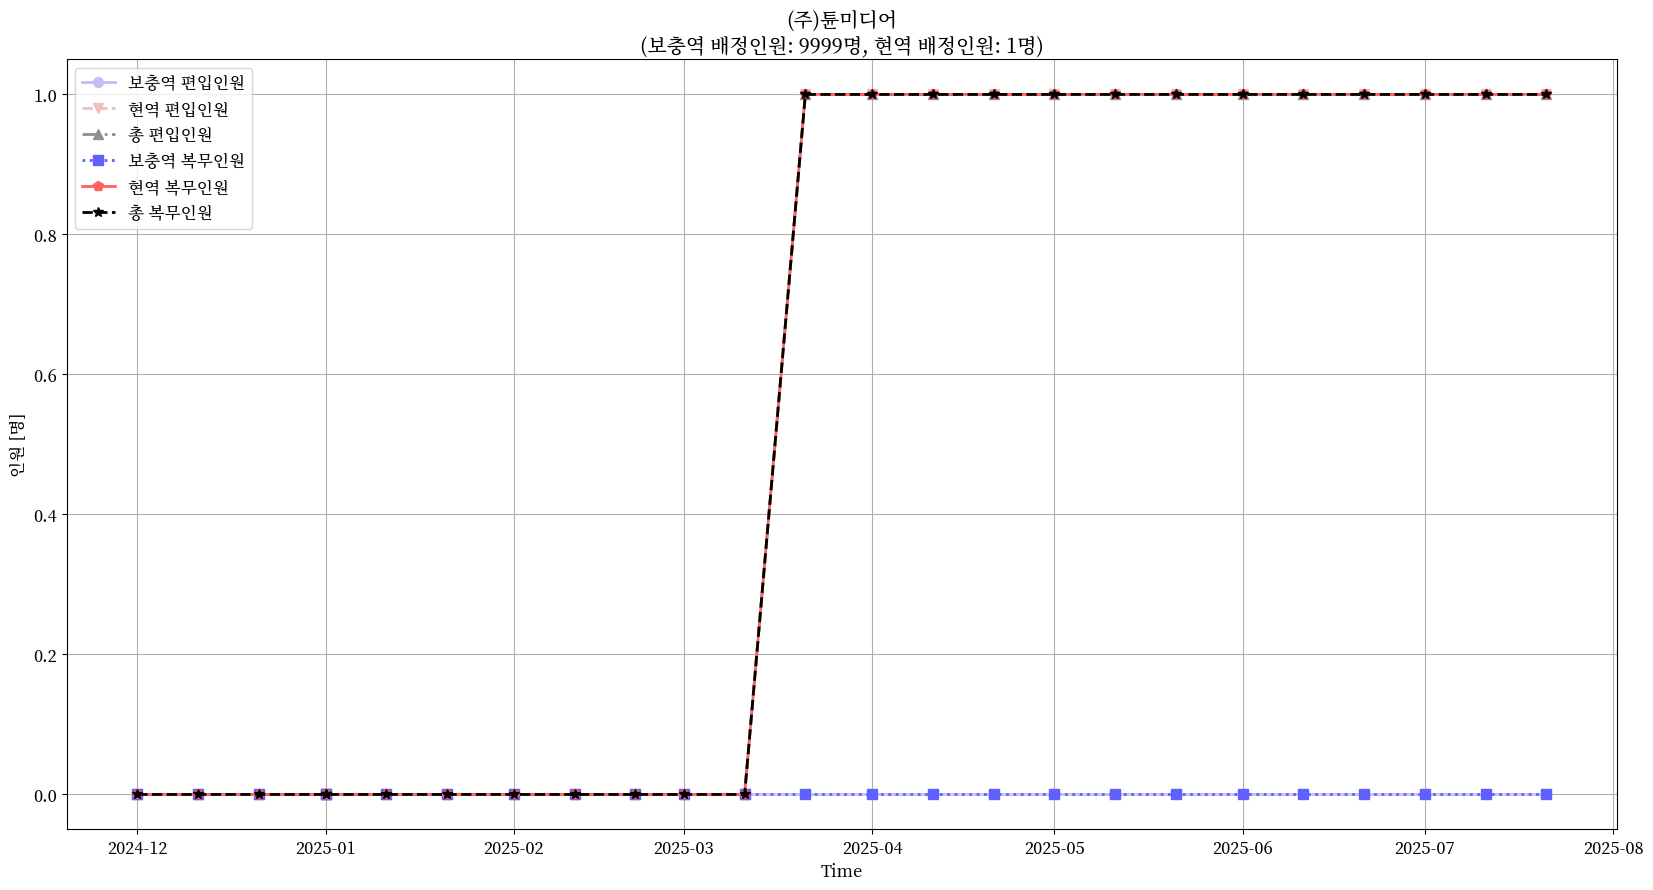 (주)튠미디어
(보충역 배정인원: 9999명, 현역 배정인원: 1명)
보충역 편입인원
현역 편입인원
총 편입인원
보충역 복무인원
현역 복무인원
총 복무인원
인원 [명]
1.0
0.8
0.6
0.4
0.2
0.0
2024-12 2025-01 2025-02 2025-03 2025-04 2025-05 2025-06 2025-07 2025-08
Time